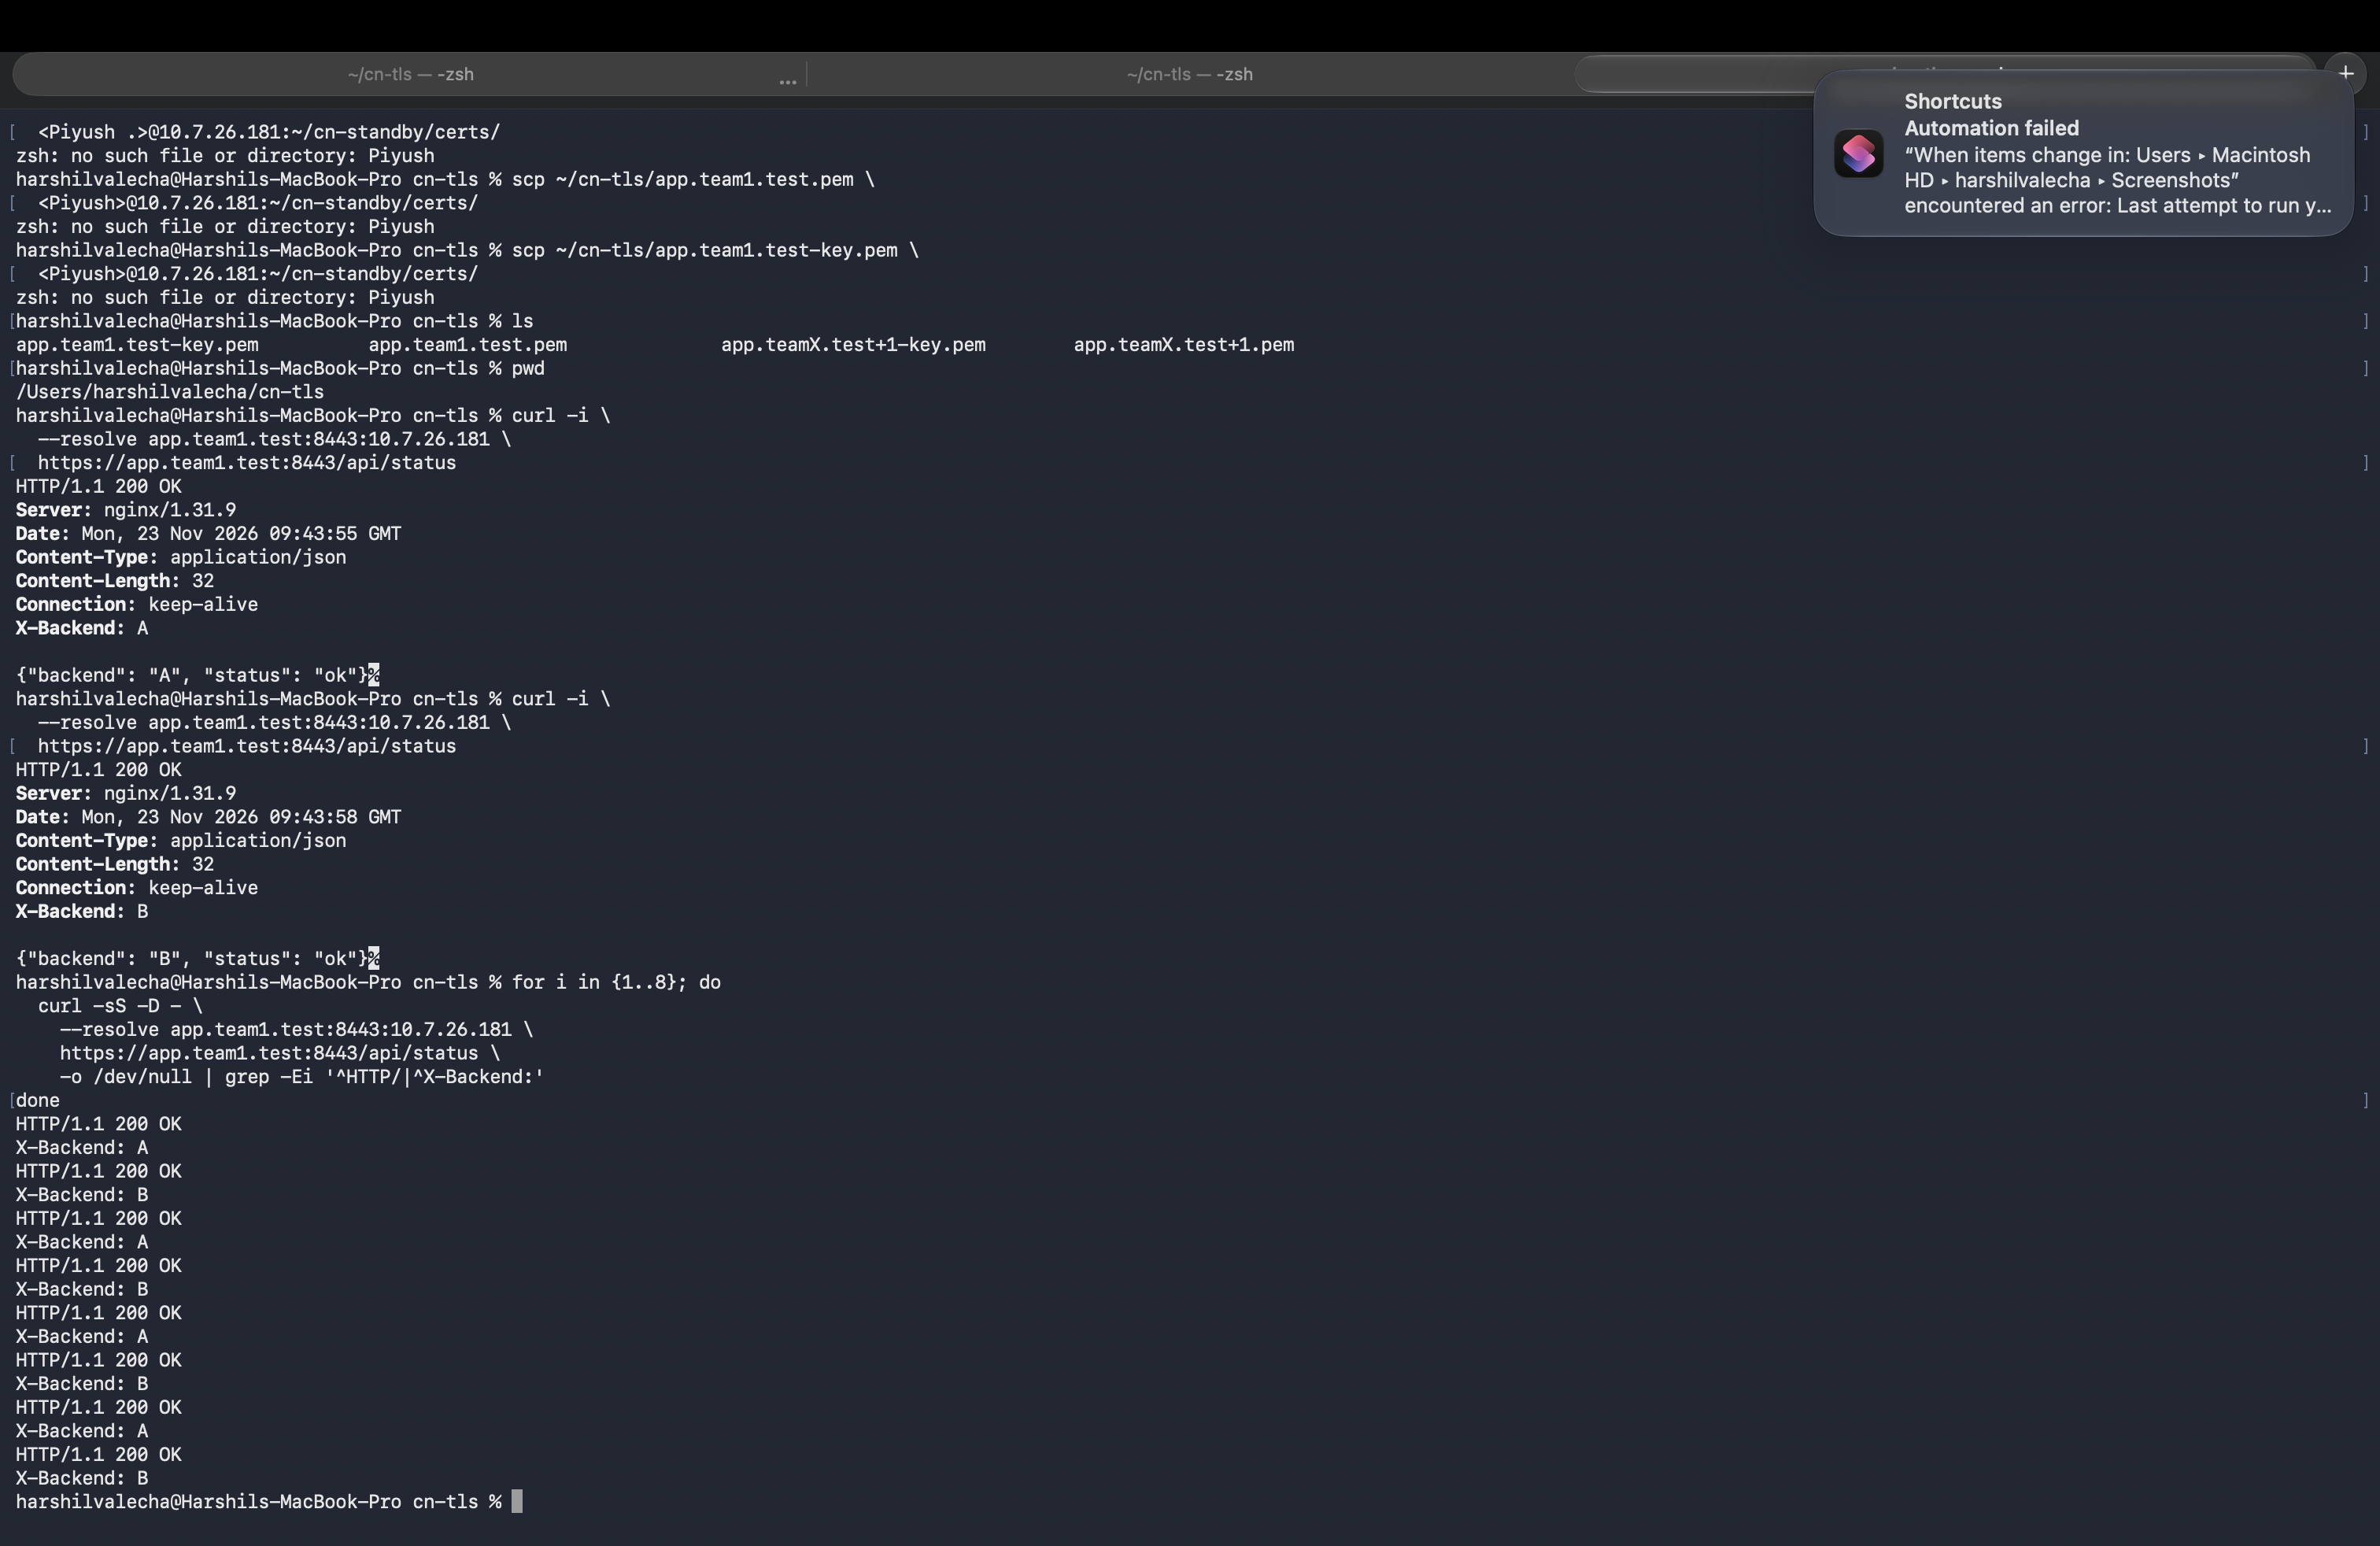 ~/cn-tls — -zsh
...
~/cn-tls — -zsh
+
Shortcuts
Automation failed
“When items change in: Users ▸ Macintosh
HD ▸ harshilvalecha ▸ Screenshots”
encountered an error: Last attempt to run y...
[  <Piyush .>@10.7.26.181:~/cn-standby/certs/ ]
zsh: no such file or directory: Piyush
harshilvalecha@Harshils-MacBook-Pro cn-tls % scp ~/cn-tls/app.team1.test.pem \
[  <Piyush>@10.7.26.181:~/cn-standby/certs/ ]
zsh: no such file or directory: Piyush
harshilvalecha@Harshils-MacBook-Pro cn-tls % scp ~/cn-tls/app.team1.test-key.pem \
[  <Piyush>@10.7.26.181:~/cn-standby/certs/ ]
zsh: no such file or directory: Piyush
[harshilvalecha@Harshils-MacBook-Pro cn-tls % ls ]
app.team1.test-key.pem app.team1.test.pem app.teamX.test+1-key.pem app.teamX.test+1.pem
[harshilvalecha@Harshils-MacBook-Pro cn-tls % pwd ]
/Users/harshilvalecha/cn-tls
harshilvalecha@Harshils-MacBook-Pro cn-tls % curl -i \
  --resolve app.team1.test:8443:10.7.26.181 \
[  https://app.team1.test:8443/api/status ]
HTTP/1.1 200 OK
Server: nginx/1.31.9
Date: Mon, 23 Nov 2026 09:43:55 GMT
Content-Type: application/json
Content-Length: 32
Connection: keep-alive
X-Backend: A
{"backend": "A", "status": "ok"}%
harshilvalecha@Harshils-MacBook-Pro cn-tls % curl -i \
  --resolve app.team1.test:8443:10.7.26.181 \
[  https://app.team1.test:8443/api/status ]
HTTP/1.1 200 OK
Server: nginx/1.31.9
Date: Mon, 23 Nov 2026 09:43:58 GMT
Content-Type: application/json
Content-Length: 32
Connection: keep-alive
X-Backend: B
{"backend": "B", "status": "ok"}%
harshilvalecha@Harshils-MacBook-Pro cn-tls % for i in {1..8}; do
  curl -sS -D - \
    --resolve app.team1.test:8443:10.7.26.181 \
    https://app.team1.test:8443/api/status \
    -o /dev/null | grep -Ei '^HTTP/|^X-Backend:'
[done ]
HTTP/1.1 200 OK
X-Backend: A
HTTP/1.1 200 OK
X-Backend: B
HTTP/1.1 200 OK
X-Backend: A
HTTP/1.1 200 OK
X-Backend: B
HTTP/1.1 200 OK
X-Backend: A
HTTP/1.1 200 OK
X-Backend: B
HTTP/1.1 200 OK
X-Backend: A
HTTP/1.1 200 OK
X-Backend: B
harshilvalecha@Harshils-MacBook-Pro cn-tls %